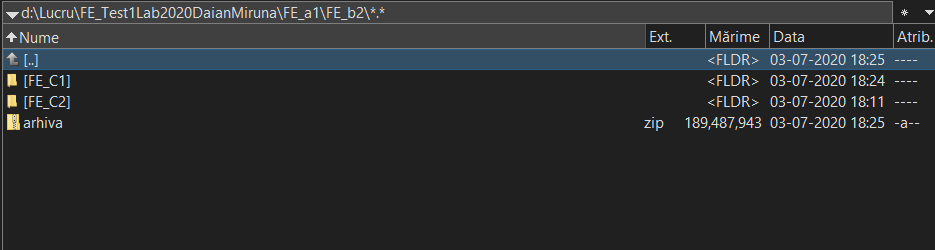 d:\Lucru\FE_Test1Lab2020DaianMiruna\FE_a1\FE_b2\*.* *
Nume Ext. Mărime Data Atrib.
[..] <FLDR> 03-07-2020 18:25 ----
[FE_C1] <FLDR> 03-07-2020 18:24 ----
[FE_C2] <FLDR> 03-07-2020 18:11 ----
arhiva zip 189,487,943 03-07-2020 18:25 -a--